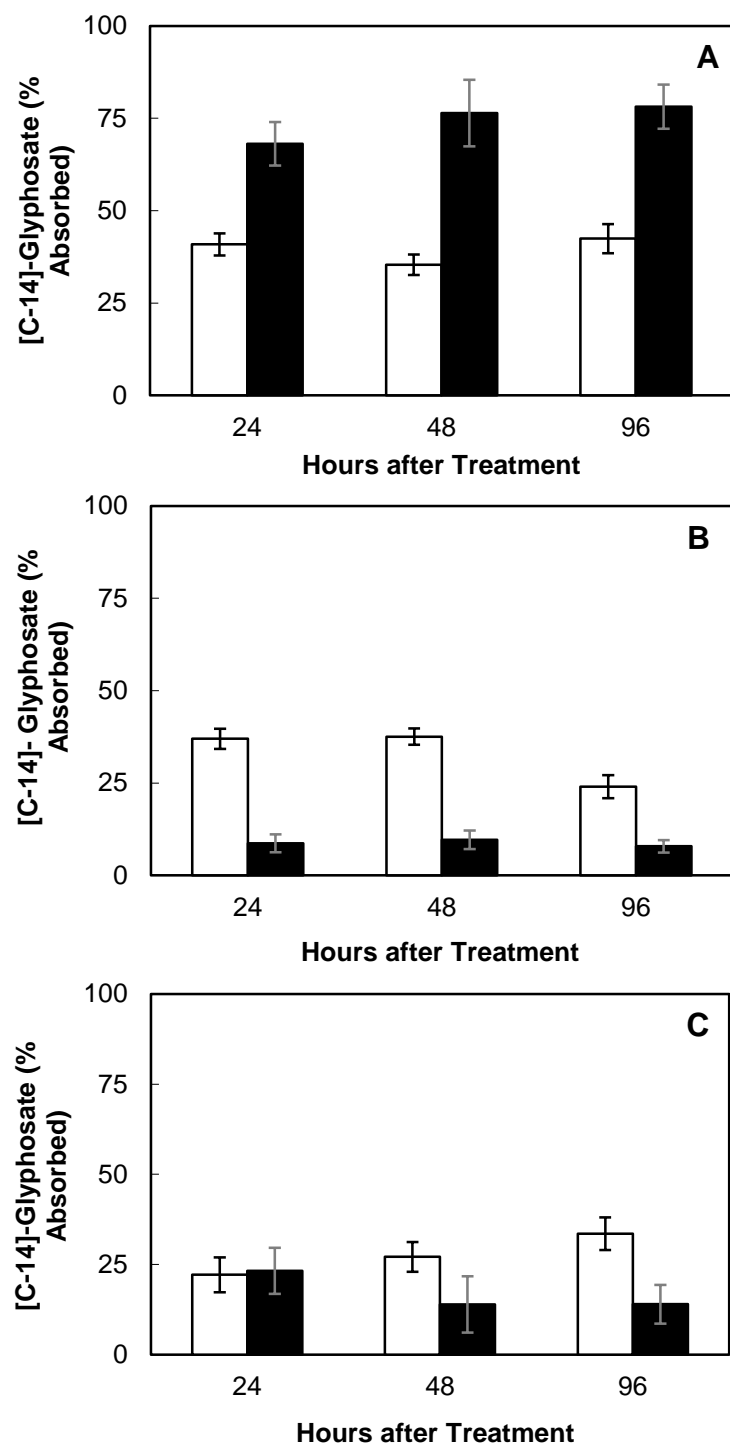 [C-14]-Glyphosate (%
Absorbed)
100
75
50
25
0
A
24 48 96
Hours after Treatment
[C-14]- Glyphosate (%
Absorbed)
100
75
50
25
0
B
24 48 96
Hours after Treatment
[C-14]-Glyphosate (%
Absorbed)
100
75
50
25
0
C
24 48 96
Hours after Treatment